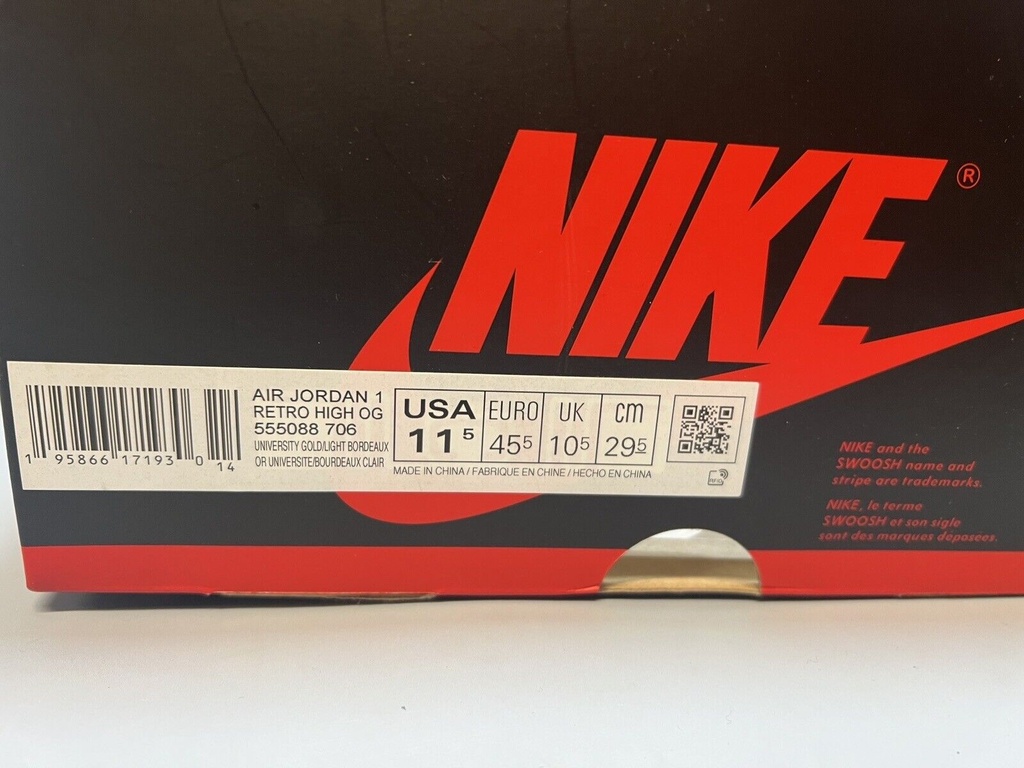 NIKE®
AIR JORDAN 1
RETRO HIGH OG
555088 706
UNIVERSITY GOLD/LIGHT BORDEAUX
OR UNIVERSITE/BOURDEAUX CLAIR
1 95866 17193 0 14
USA EURO UK cm
11 5 45 5 10 5 29 5
MADE IN CHINA / FABRIQUE EN CHINE / HECHO EN CHINA
RFID
NIKE and the
SWOOSH name and
stripe are trademarks.
NIKE, le terme
SWOOSH et son sigle
sont des marques déposées.